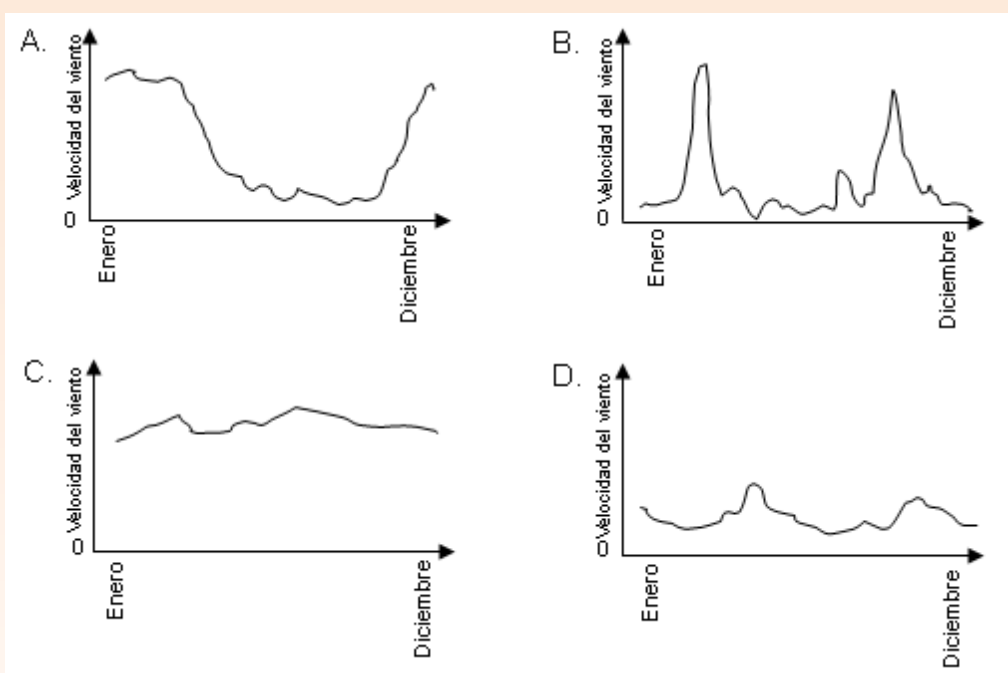 A.
Velocidad del viento
0
Enero
Diciembre
B.
Velocidad del viento
0
Enero
Diciembre
C.
Velocidad del viento
0
Enero
Diciembre
D.
Velocidad del viento
0
Enero
Diciembre